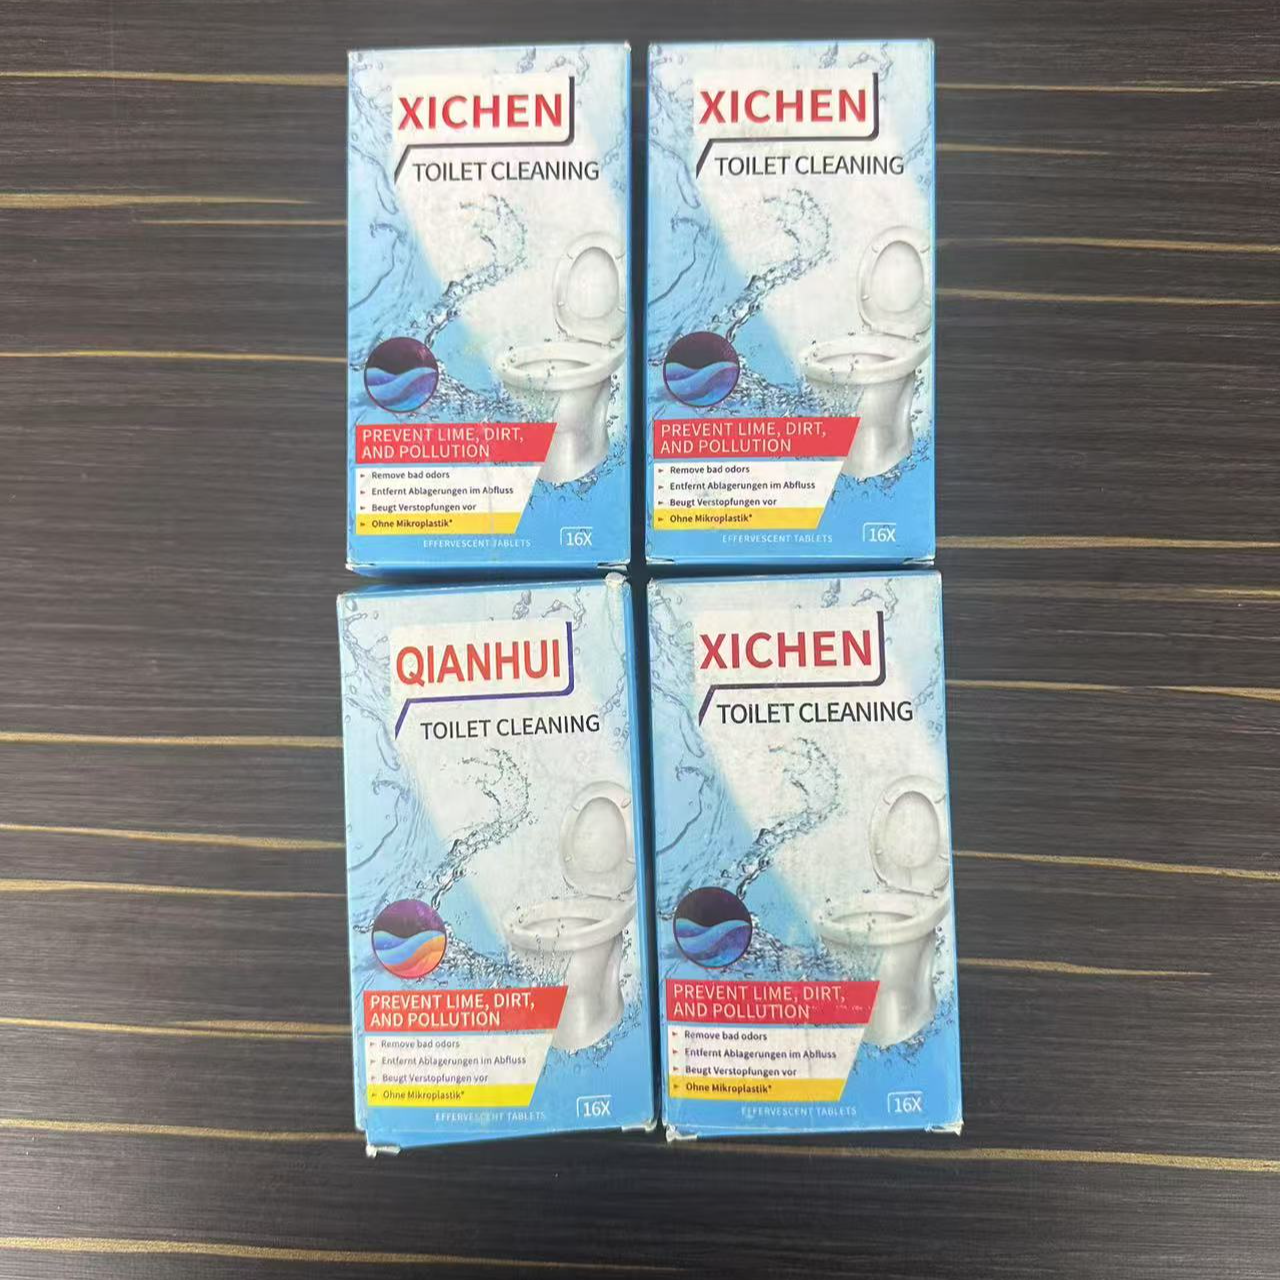 XICHEN
TOILET CLEANING
PREVENT LIME, DIRT,
AND POLLUTION
Remove bad odors
Entfernt Ablagerungen im Abfluss
Beugt Verstopfungen vor
Ohne Mikroplastik*
EFFERVESCENT TABLETS
16X
XICHEN
TOILET CLEANING
PREVENT LIME, DIRT,
AND POLLUTION
Remove bad odors
Entfernt Ablagerungen im Abfluss
Beugt Verstopfungen vor
Ohne Mikroplastik*
EFFERVESCENT TABLETS
16X
QIANHUI
TOILET CLEANING
PREVENT LIME, DIRT,
AND POLLUTION
Remove bad odors
Entfernt Ablagerungen im Abfluss
Beugt Verstopfungen vor
Ohne Mikroplastik*
EFFERVESCENT TABLETS
16X
XICHEN
TOILET CLEANING
PREVENT LIME, DIRT,
AND POLLUTION
Remove bad odors
Entfernt Ablagerungen im Abfluss
Beugt Verstopfungen vor
Ohne Mikroplastik*
EFFERVESCENT TABLETS
16X